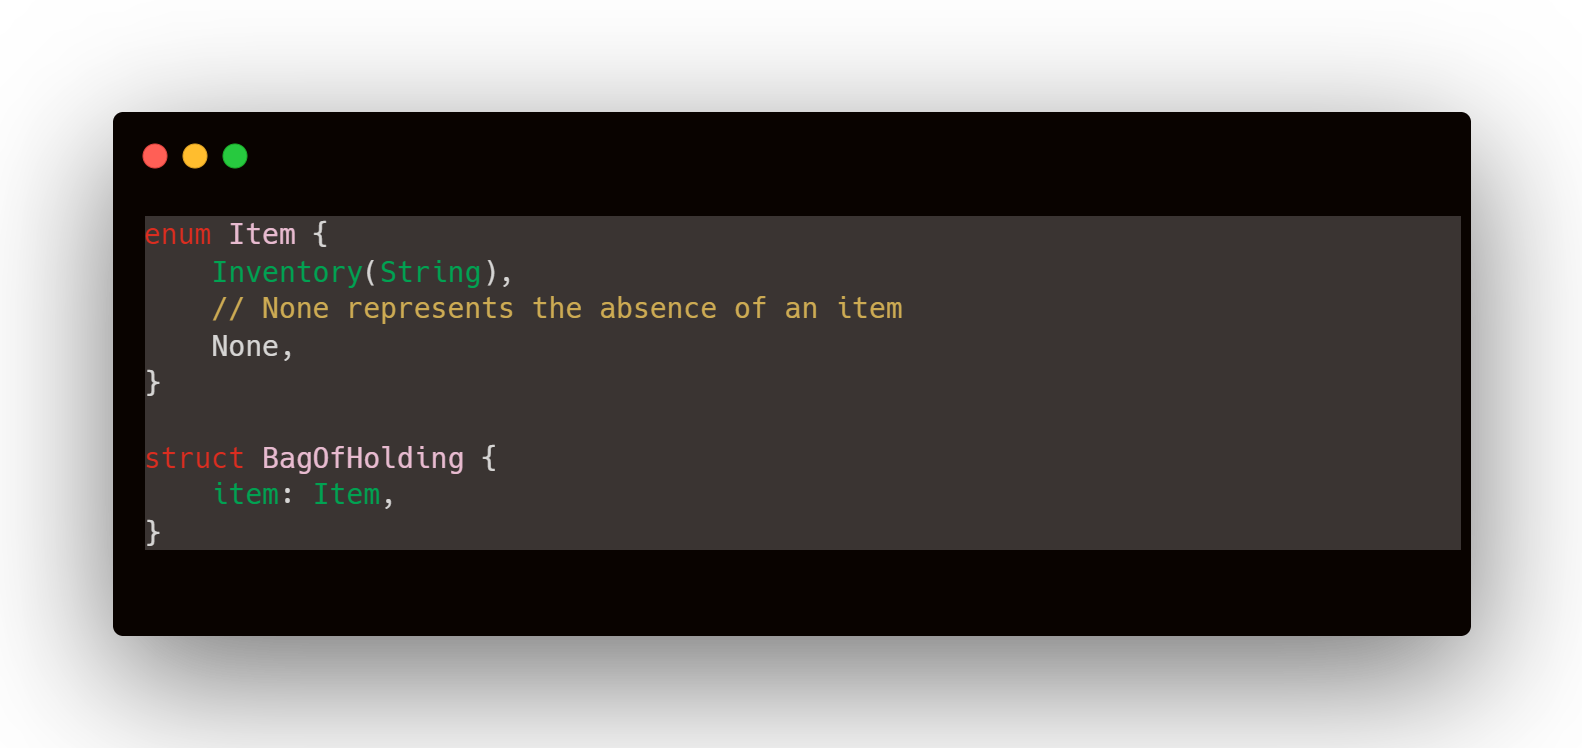 enum Item {
    Inventory(String),
    // None represents the absence of an item
    None,
}

struct BagOfHolding {
    item: Item,
}